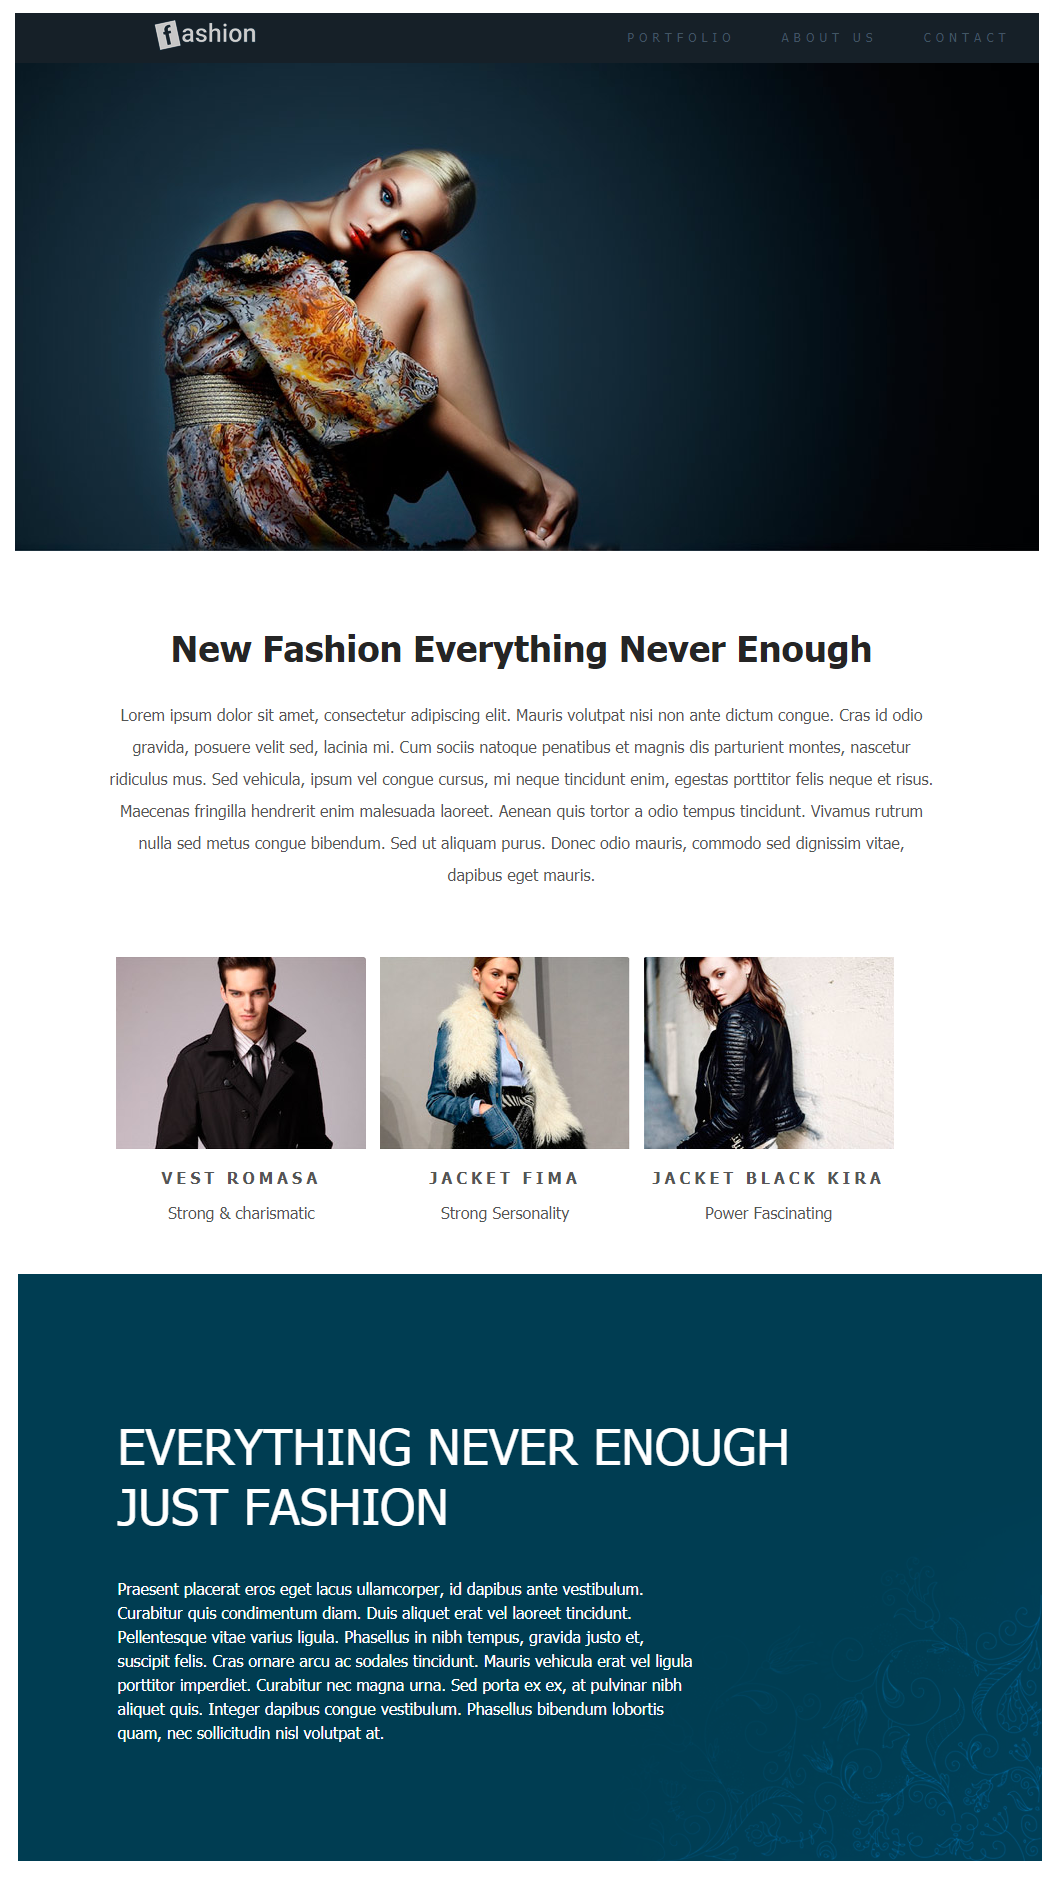 fashion
PORTFOLIO ABOUT US CONTACT
New Fashion Everything Never Enough
Lorem ipsum dolor sit amet, consectetur adipiscing elit. Mauris volutpat nisi non ante dictum congue. Cras id odio
gravida, posuere velit sed, lacinia mi. Cum sociis natoque penatibus et magnis dis parturient montes, nascetur
ridiculus mus. Sed vehicula, ipsum vel congue cursus, mi neque tincidunt enim, egestas porttitor felis neque et risus.
Maecenas fringilla hendrerit enim malesuada laoreet. Aenean quis tortor a odio tempus tincidunt. Vivamus rutrum
nulla sed metus congue bibendum. Sed ut aliquam purus. Donec odio mauris, commodo sed dignissim vitae,
dapibus eget mauris.
VEST ROMASA
Strong & charismatic
JACKET FIMA
Strong Sersonality
JACKET BLACK KIRA
Power Fascinating
EVERYTHING NEVER ENOUGH
JUST FASHION
Praesent placerat eros eget lacus ullamcorper, id dapibus ante vestibulum.
Curabitur quis condimentum diam. Duis aliquet erat vel laoreet tincidunt.
Pellentesque vitae varius ligula. Phasellus in nibh tempus, gravida justo et,
suscipit felis. Cras ornare arcu ac sodales tincidunt. Mauris vehicula erat vel ligula
porttitor imperdiet. Curabitur nec magna urna. Sed porta ex ex, at pulvinar nibh
aliquet quis. Integer dapibus congue vestibulum. Phasellus bibendum lobortis
quam, nec sollicitudin nisl volutpat at.